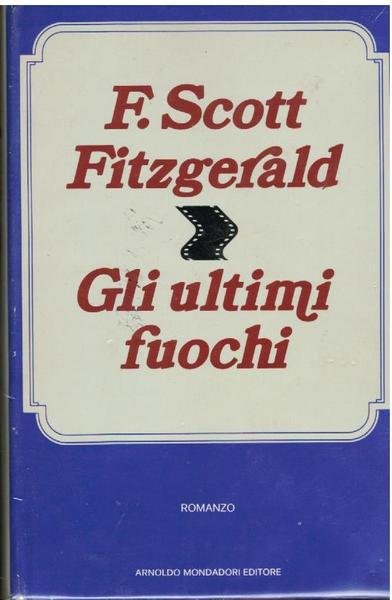 F. Scott
Fitzgerald
Gli ultimi
fuochi
ROMANZO
ARNOLDO MONDADORI EDITORE